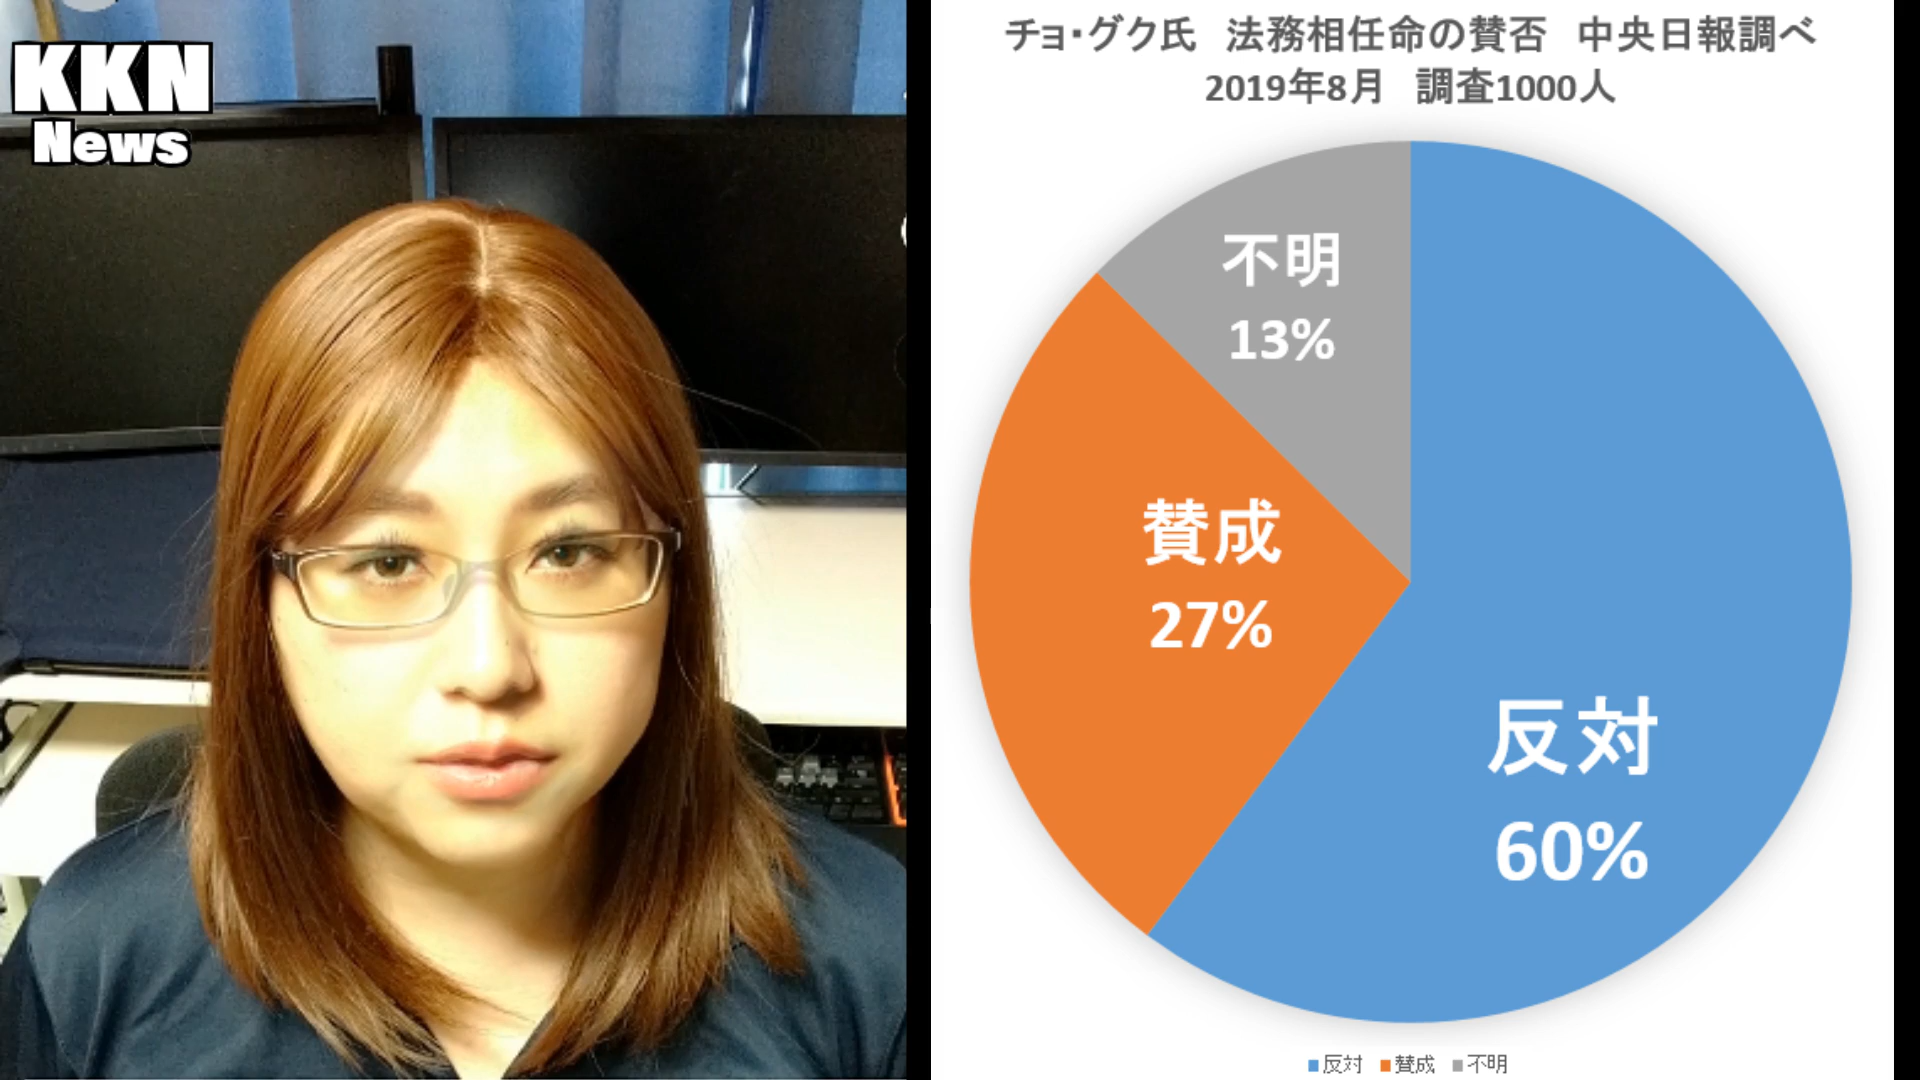 KKN
News
チョ・グク氏　法務相任命の賛否　中央日報調べ
2019年8月　調査1000人
不明
13%
賛成
27%
反対
60%
反対 賛成 不明